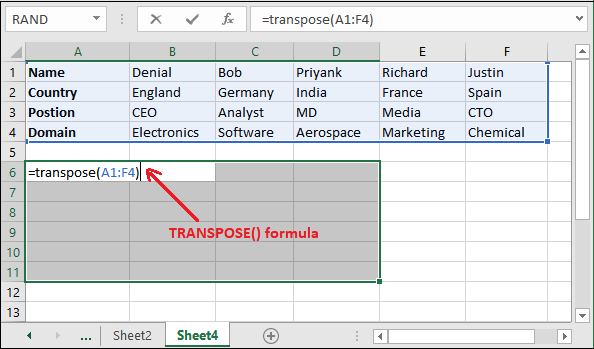 RAND =transpose(A1:F4)
A B C D E F
1 Name Denial Bob Priyank Richard Justin
2 Country England Germany India France Spain
3 Postion CEO Analyst MD Media CTO
4 Domain Electronics Software Aerospace Marketing Chemical
5
6 =transpose(A1:F4)
7
8
9 TRANSPOSE() formula
10
11
12
13
... Sheet2 Sheet4